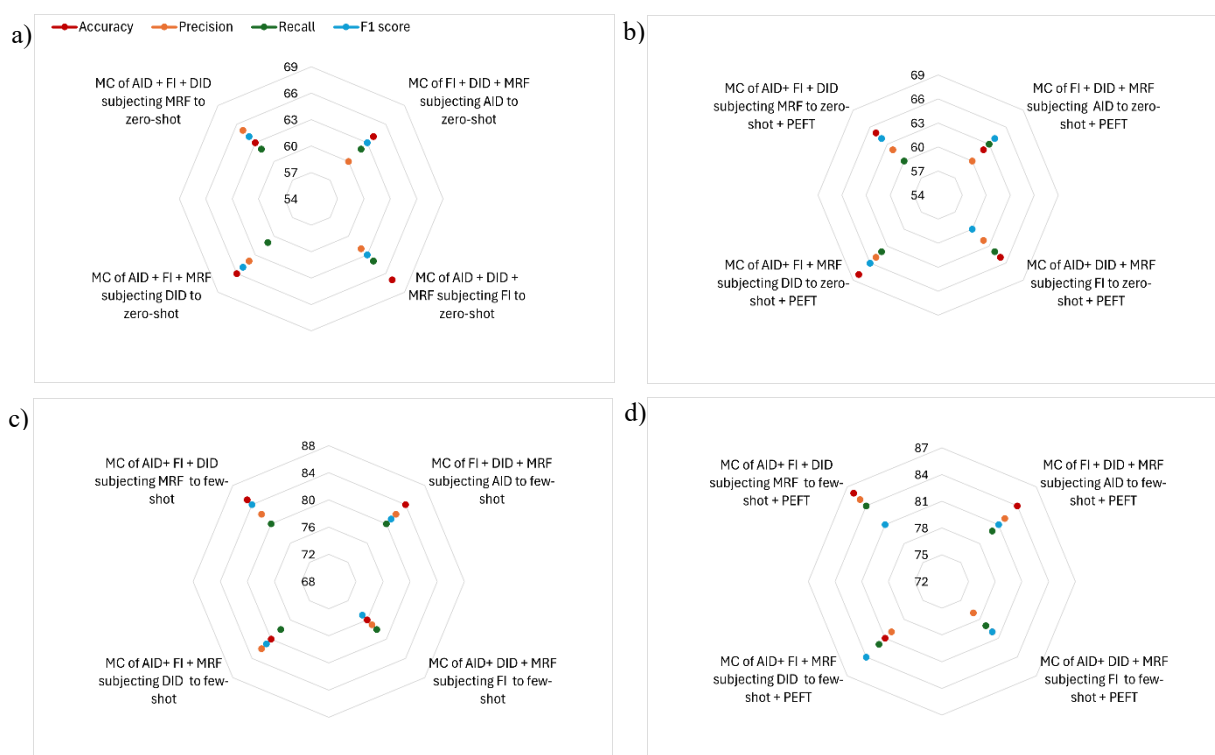 a)
Accuracy Precision Recall F1 score
MC of AID + FI + DID
subjecting MRF to
zero-shot
69
66
63
60
57
54
MC of FI + DID + MRF
subjecting AID to
zero-shot
MC of AID + FI + MRF
subjecting DID to
zero-shot
MC of AID + DID +
MRF subjecting FI to
zero-shot
b)
MC of AID+ FI + DID
subjecting MRF to zero-
shot + PEFT
69
66
63
60
57
54
MC of FI + DID + MRF
subjecting AID to zero-
shot + PEFT
MC of AID+ FI + MRF
subjecting DID to zero-
shot + PEFT
MC of AID+ DID + MRF
subjecting FI to zero-
shot + PEFT
c)
MC of AID+ FI + DID
subjecting MRF to few-
shot
88
84
80
76
72
68
MC of FI + DID + MRF
subjecting AID to few-
shot
MC of AID+ FI + MRF
subjecting DID to few-
shot
MC of AID+ DID + MRF
subjecting FI to few-
shot
d)
MC of AID+ FI + DID
subjecting MRF to few-
shot + PEFT
87
84
81
78
75
72
MC of FI + DID + MRF
subjecting AID to few-
shot + PEFT
MC of AID+ FI + MRF
subjecting DID to few-
shot + PEFT
MC of AID+ DID + MRF
subjecting FI to few-
shot + PEFT